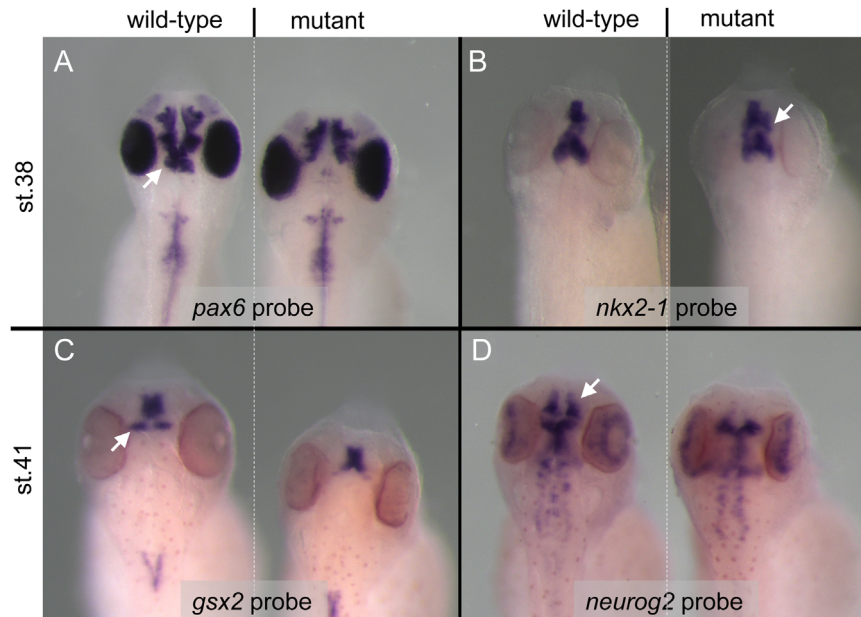 wild-type mutant wild-type mutant
A
B
st.38
pax6 probe
nkx2-1 probe
C
D
st.41
gsx2 probe
neurog2 probe